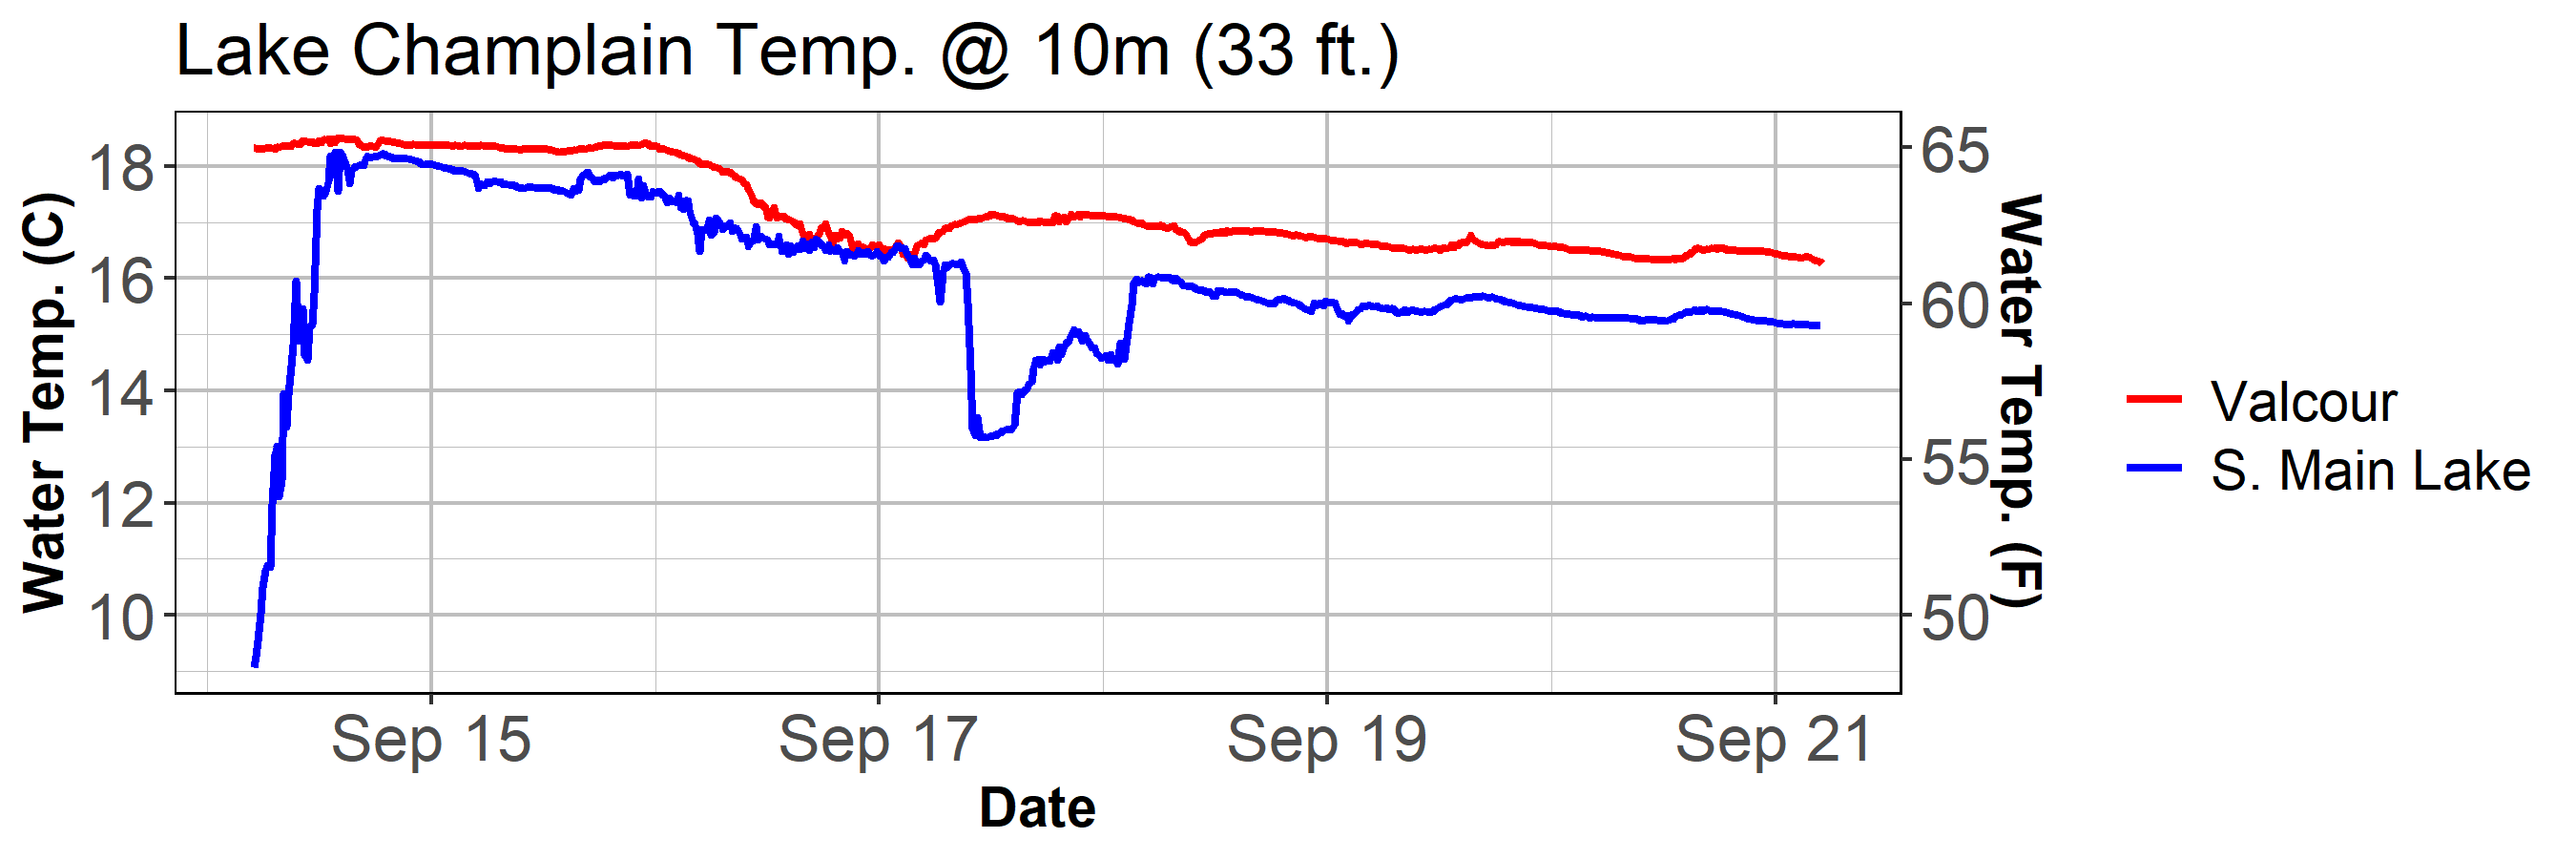 Lake Champlain Temp. @ 10m (33 ft.)
Water Temp. (C)
18
16
14
12
10
65
60
55
50
Water Temp. (F)
Sep 15
Sep 17
Sep 19
Sep 21
Date
Valcour
S. Main Lake